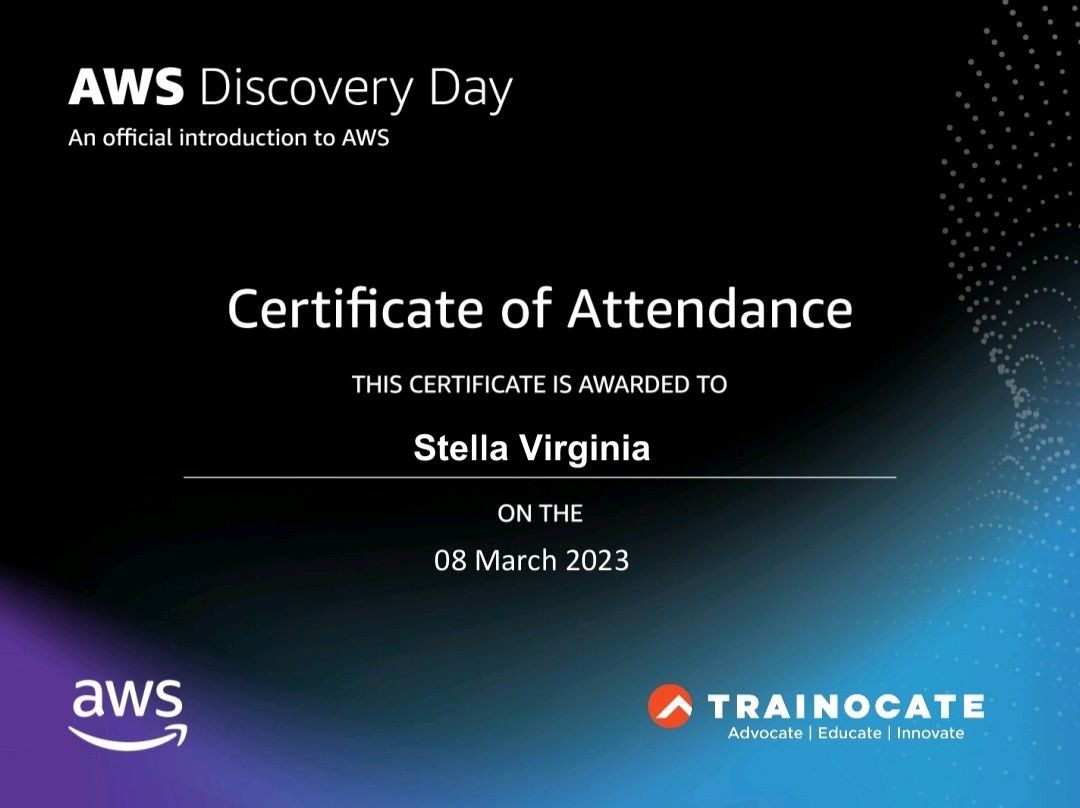 AWS Discovery Day
An official introduction to AWS
Certificate of Attendance
THIS CERTIFICATE IS AWARDED TO
Stella Virginia
ON THE
08 March 2023
aws
TRAINOCATE
Advocate | Educate | Innovate